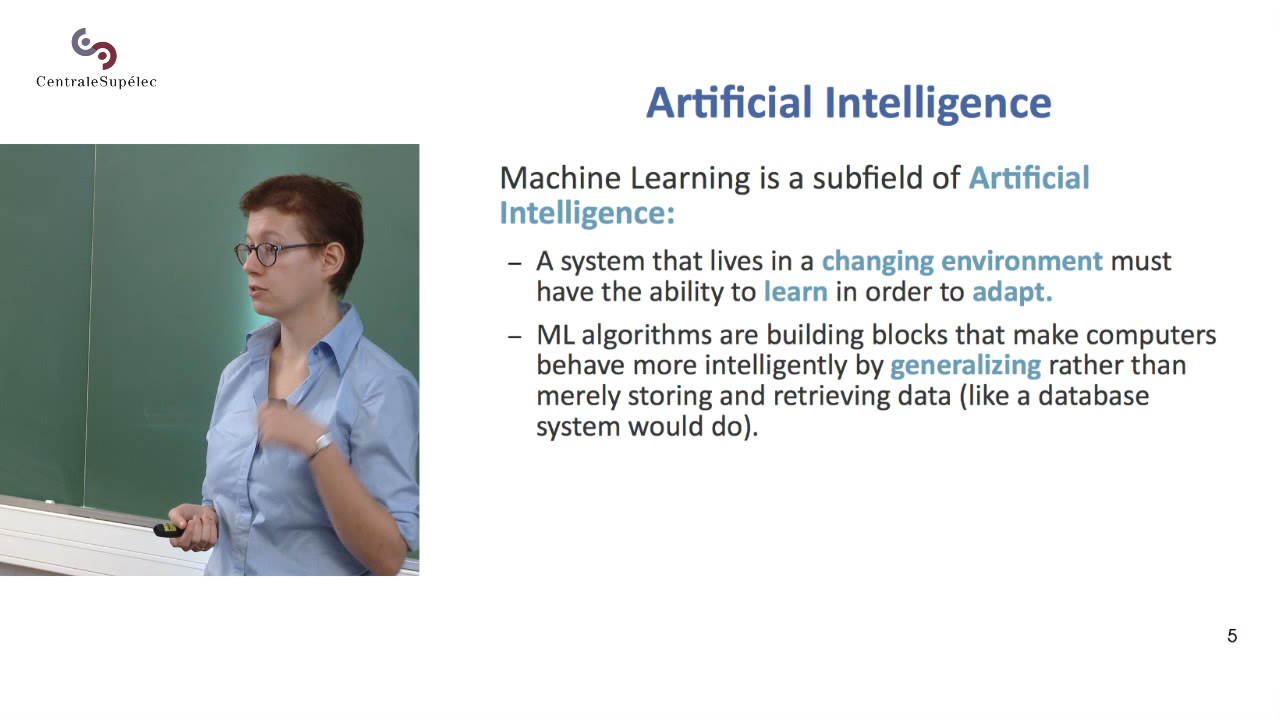 CentraleSupélec
Artificial Intelligence
Machine Learning is a subfield of Artificial
Intelligence:
– A system that lives in a changing environment must
have the ability to learn in order to adapt.
– ML algorithms are building blocks that make computers
behave more intelligently by generalizing rather than
merely storing and retrieving data (like a database
system would do).
5